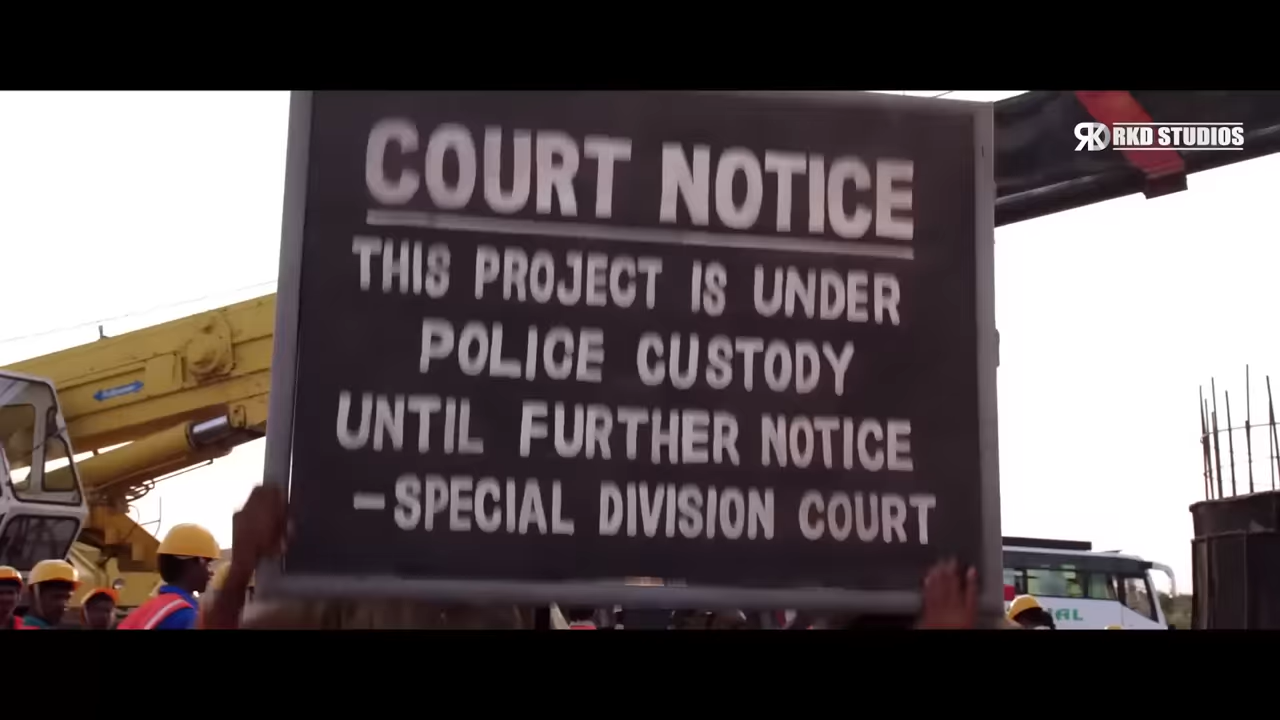 COURT NOTICE
THIS PROJECT IS UNDER
POLICE CUSTODY
UNTIL FURTHER NOTICE
-SPECIAL DIVISION COURT
RKD STUDIOS